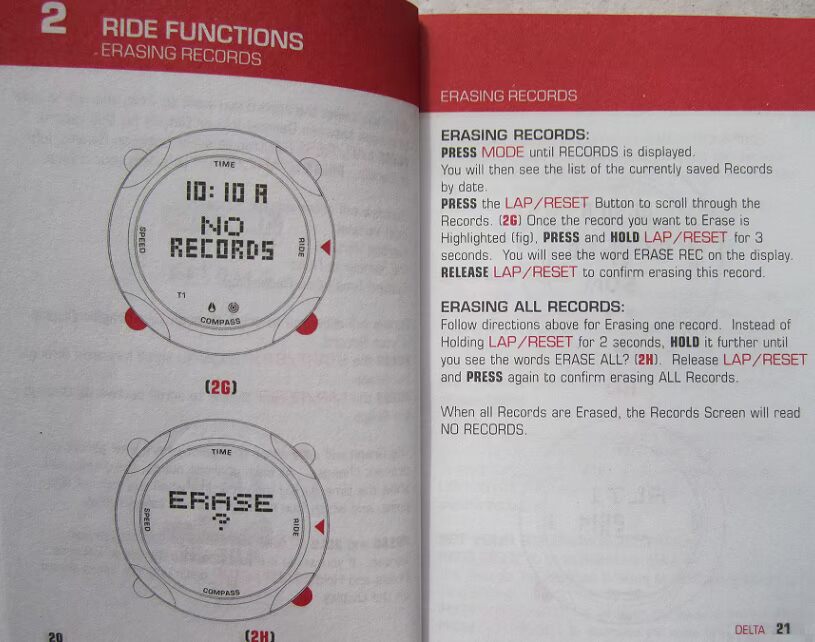 2
RIDE FUNCTIONS
ERASING RECORDS
TIME
10:10 A
NO
RECORDS
SPEED
RIDE
T1
COMPASS
(2G)
TIME
ERASE
?
SPEED
RIDE
COMPASS
20
(2H)
ERASING RECORDS
ERASING RECORDS:
PRESS MODE until RECORDS is displayed.
You will then see the list of the currently saved Records
by date.
PRESS the LAP/RESET Button to scroll through the
Records. (2G) Once the record you want to Erase is
Highlighted (fig), PRESS and HOLD LAP/RESET for 3
seconds. You will see the word ERASE REC on the display.
RELEASE LAP/RESET to confirm erasing this record.
ERASING ALL RECORDS:
Follow directions above for Erasing one record. Instead of
Holding LAP/RESET for 2 seconds, HOLD it further until
you see the words ERASE ALL? (2H). Release LAP/RESET
and PRESS again to confirm erasing ALL Records.
When all Records are Erased, the Records Screen will read
NO RECORDS.
DELTA 21